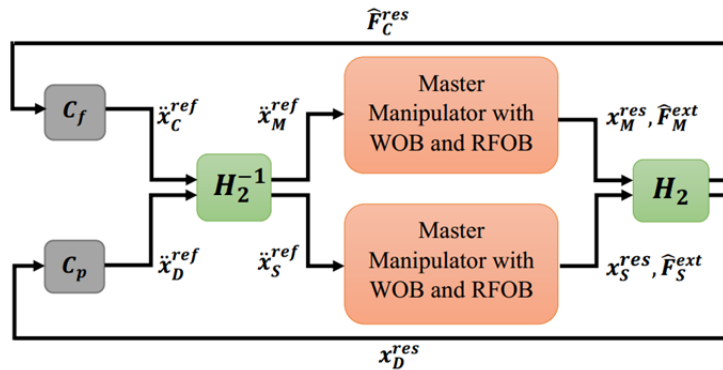 F̂_C^res
C_f
ẍ_C^ref
ẍ_M^ref
Master
Manipulator with
WOB and RFOB
x_M^res, F̂_M^ext
H_2^−1
H_2
C_p
ẍ_D^ref
ẍ_S^ref
Master
Manipulator with
WOB and RFOB
x_S^res, F̂_S^ext
x_D^res